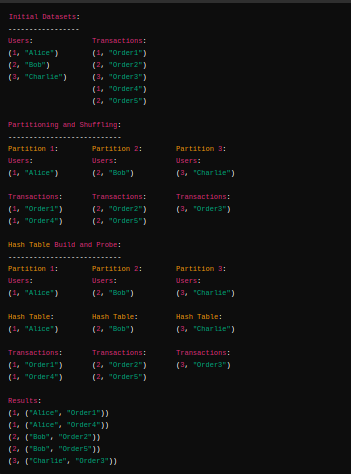 Initial Datasets:
-----------------
Users: Transactions:
(1, "Alice") (1, "Order1")
(2, "Bob") (2, "Order2")
(3, "Charlie") (3, "Order3")
(1, "Order4")
(2, "Order5")
Partitioning and Shuffling:
---------------------------
Partition 1: Partition 2: Partition 3:
Users: Users: Users:
(1, "Alice") (2, "Bob") (3, "Charlie")
Transactions: Transactions: Transactions:
(1, "Order1") (2, "Order2") (3, "Order3")
(1, "Order4") (2, "Order5")
Hash Table Build and Probe:
---------------------------
Partition 1: Partition 2: Partition 3:
Users: Users: Users:
(1, "Alice") (2, "Bob") (3, "Charlie")
Hash Table: Hash Table: Hash Table:
(1, "Alice") (2, "Bob") (3, "Charlie")
Transactions: Transactions: Transactions:
(1, "Order1") (2, "Order2") (3, "Order3")
(1, "Order4") (2, "Order5")
Results:
(1, ("Alice", "Order1"))
(1, ("Alice", "Order4"))
(2, ("Bob", "Order2"))
(2, ("Bob", "Order5"))
(3, ("Charlie", "Order3"))